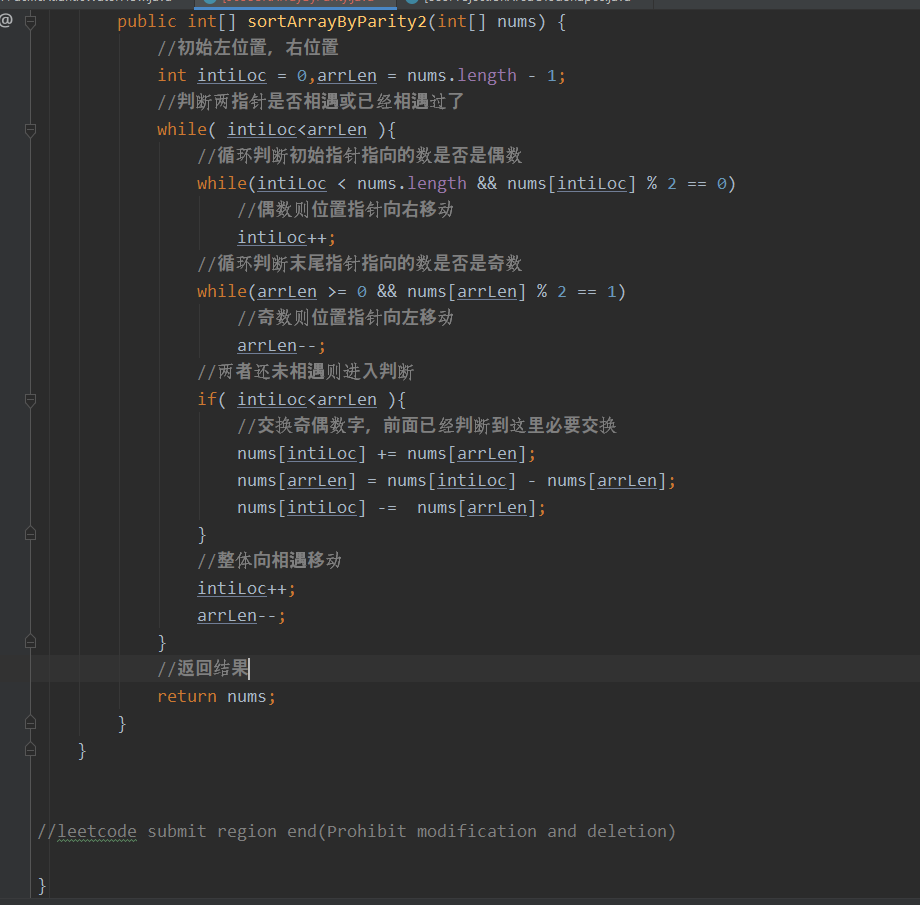 @
public int[] sortArrayByParity2(int[] nums) {
//初始左位置，右位置
int intiLoc = 0,arrLen = nums.length - 1;
//判断两指针是否相遇或已经相遇过了
while( intiLoc<arrLen ){
//循环判断初始指针指向的数是否是偶数
while(intiLoc < nums.length && nums[intiLoc] % 2 == 0)
//偶数则位置指针向右移动
intiLoc++;
//循环判断末尾指针指向的数是否是奇数
while(arrLen >= 0 && nums[arrLen] % 2 == 1)
//奇数则位置指针向左移动
arrLen--;
//两者还未相遇则进入判断
if( intiLoc<arrLen ){
//交换奇偶数字，前面已经判断到这里必要交换
nums[intiLoc] += nums[arrLen];
nums[arrLen] = nums[intiLoc] - nums[arrLen];
nums[intiLoc] -=  nums[arrLen];
}
//整体向相遇移动
intiLoc++;
arrLen--;
}
//返回结果
return nums;
}
}
//leetcode submit region end(Prohibit modification and deletion)
}